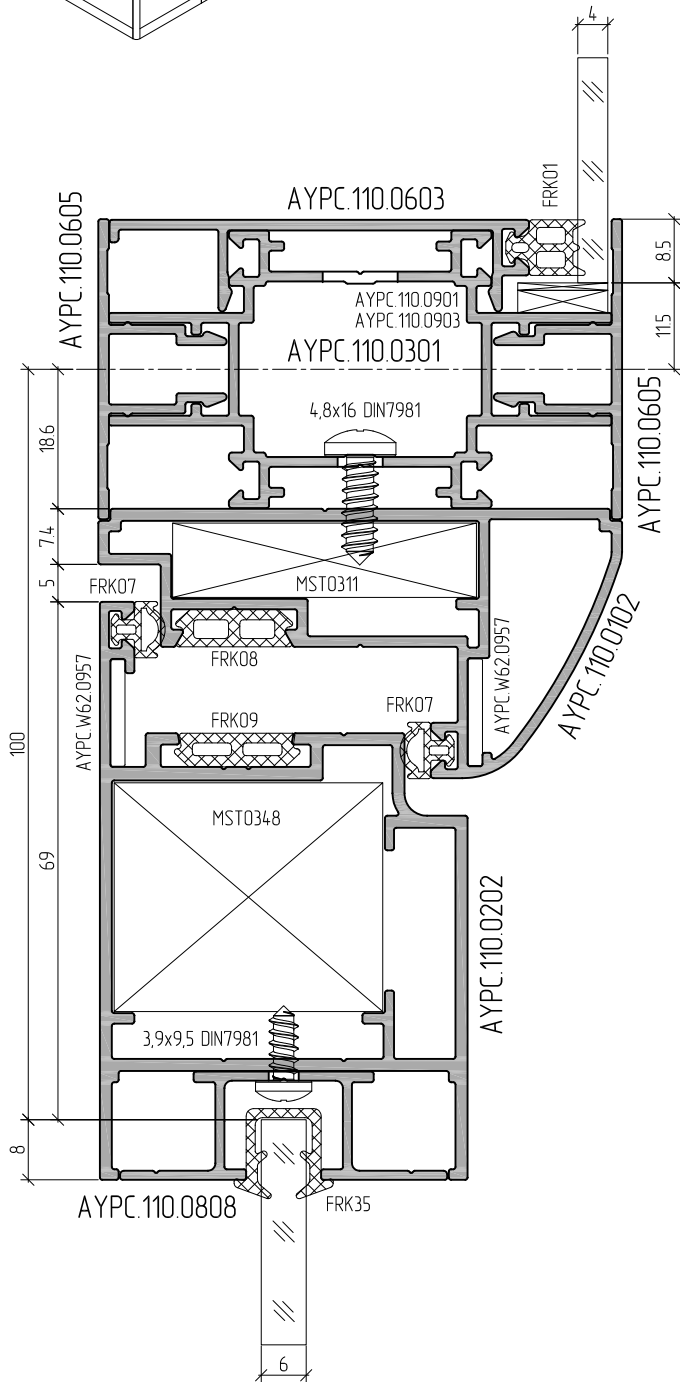 4
FRK01
AYPC.110.0603
AYPC.110.0605
8.5
AYPC.110.0901
AYPC.110.0903
11.5
AYPC.110.0301
4,8x16 DIN7981
AYPC.110.0605
18.6
7.4
5
FRK07
MST0311
AYPC.110.0102
FRK08
AYPC.W62.0957
AYPC.W62.0957
FRK07
FRK09
100
MST0348
69
AYPC.110.0202
3,9x9,5 DIN7981
8
AYPC.110.0808
FRK35
6